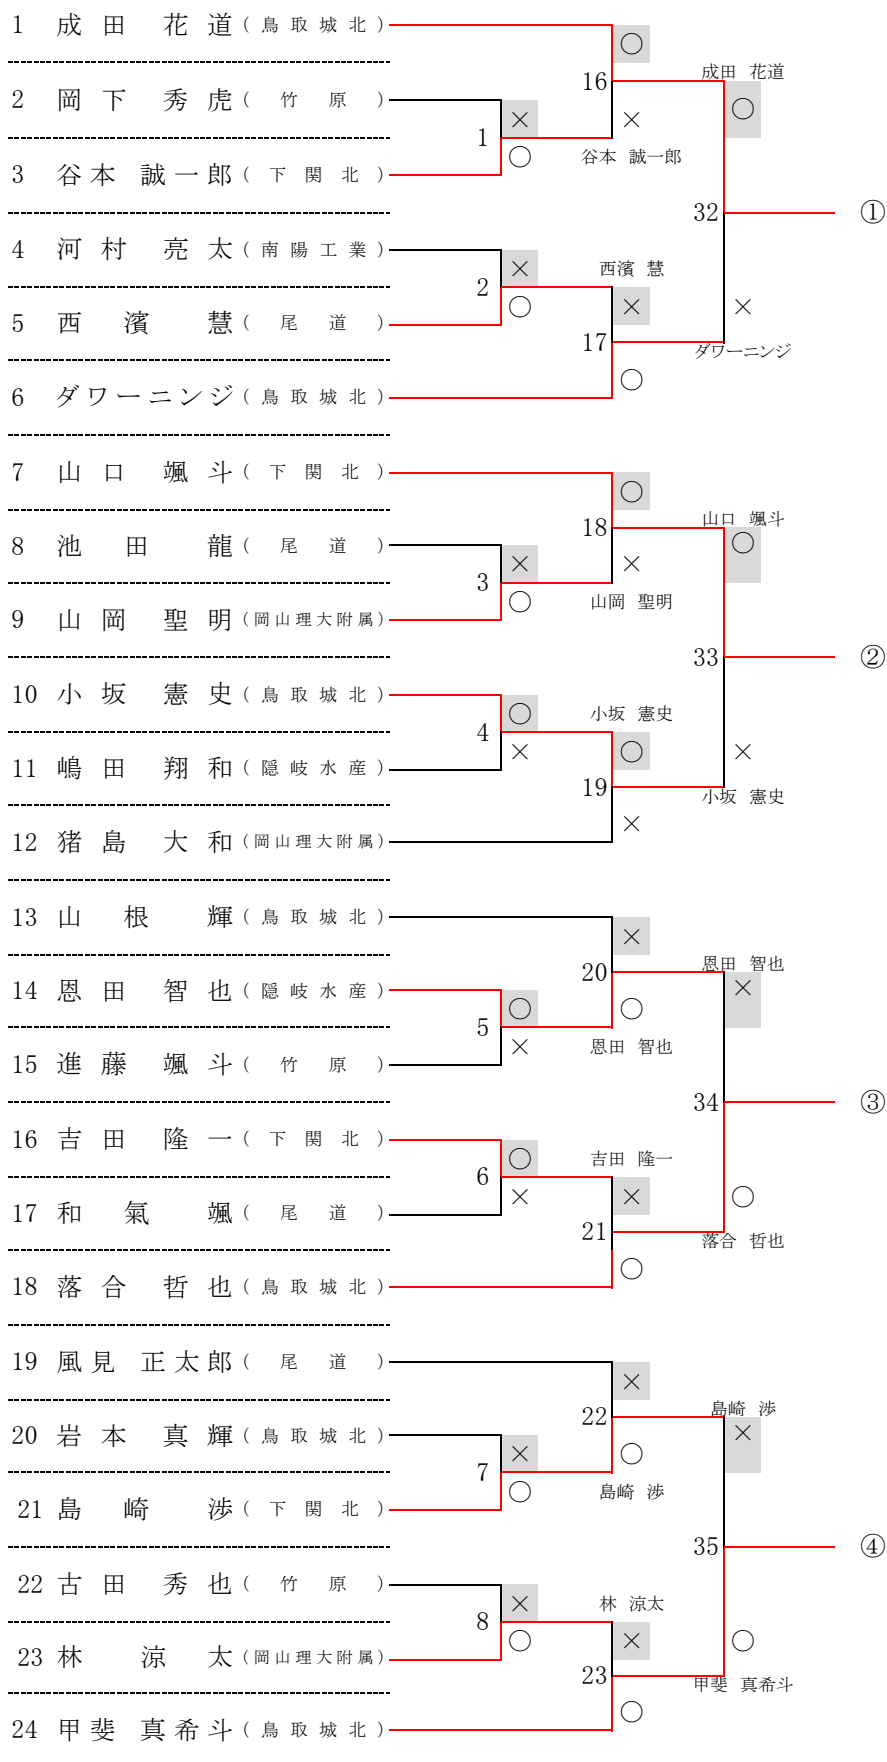 1 成田 花道 (鳥取城北)
2 岡下 秀虎 (竹原)
3 谷本 誠一郎 (下関北)
4 河村 亮太 (南陽工業)
5 西濱 慧 (尾道)
6 ダワーニンジ (鳥取城北)
7 山口 颯斗 (下関北)
8 池田 龍 (尾道)
9 山岡 聖明 (岡山理大附属)
10 小坂 憲史 (鳥取城北)
11 嶋田 翔和 (隠岐水産)
12 猪島 大和 (岡山理大附属)
13 山根 輝 (鳥取城北)
14 恩田 智也 (隠岐水産)
15 進藤 颯斗 (竹原)
16 吉田 隆一 (下関北)
17 和氣 颯 (尾道)
18 落合 哲也 (鳥取城北)
19 風見 正太郎 (尾道)
20 岩本 真輝 (鳥取城北)
21 島崎 渉 (下関北)
22 古田 秀也 (竹原)
23 林 涼太 (岡山理大附属)
24 甲斐 真希斗 (鳥取城北)
1
×
○
2
×
○
3
×
○
4
○
×
5
○
×
6
○
×
7
×
○
8
×
○
16
○
×
谷本 誠一郎
西濱 慧
17
×
○
18
○
×
山岡 聖明
小坂 憲史
19
○
×
20
×
○
恩田 智也
吉田 隆一
21
×
○
22
×
○
島崎 渉
林 涼太
23
×
○
成田 花道
○
32
×
ダワーニンジ
①
山口 颯斗
○
33
×
小坂 憲史
②
恩田 智也
×
34
○
落合 哲也
③
島崎 渉
×
35
○
甲斐 真希斗
④